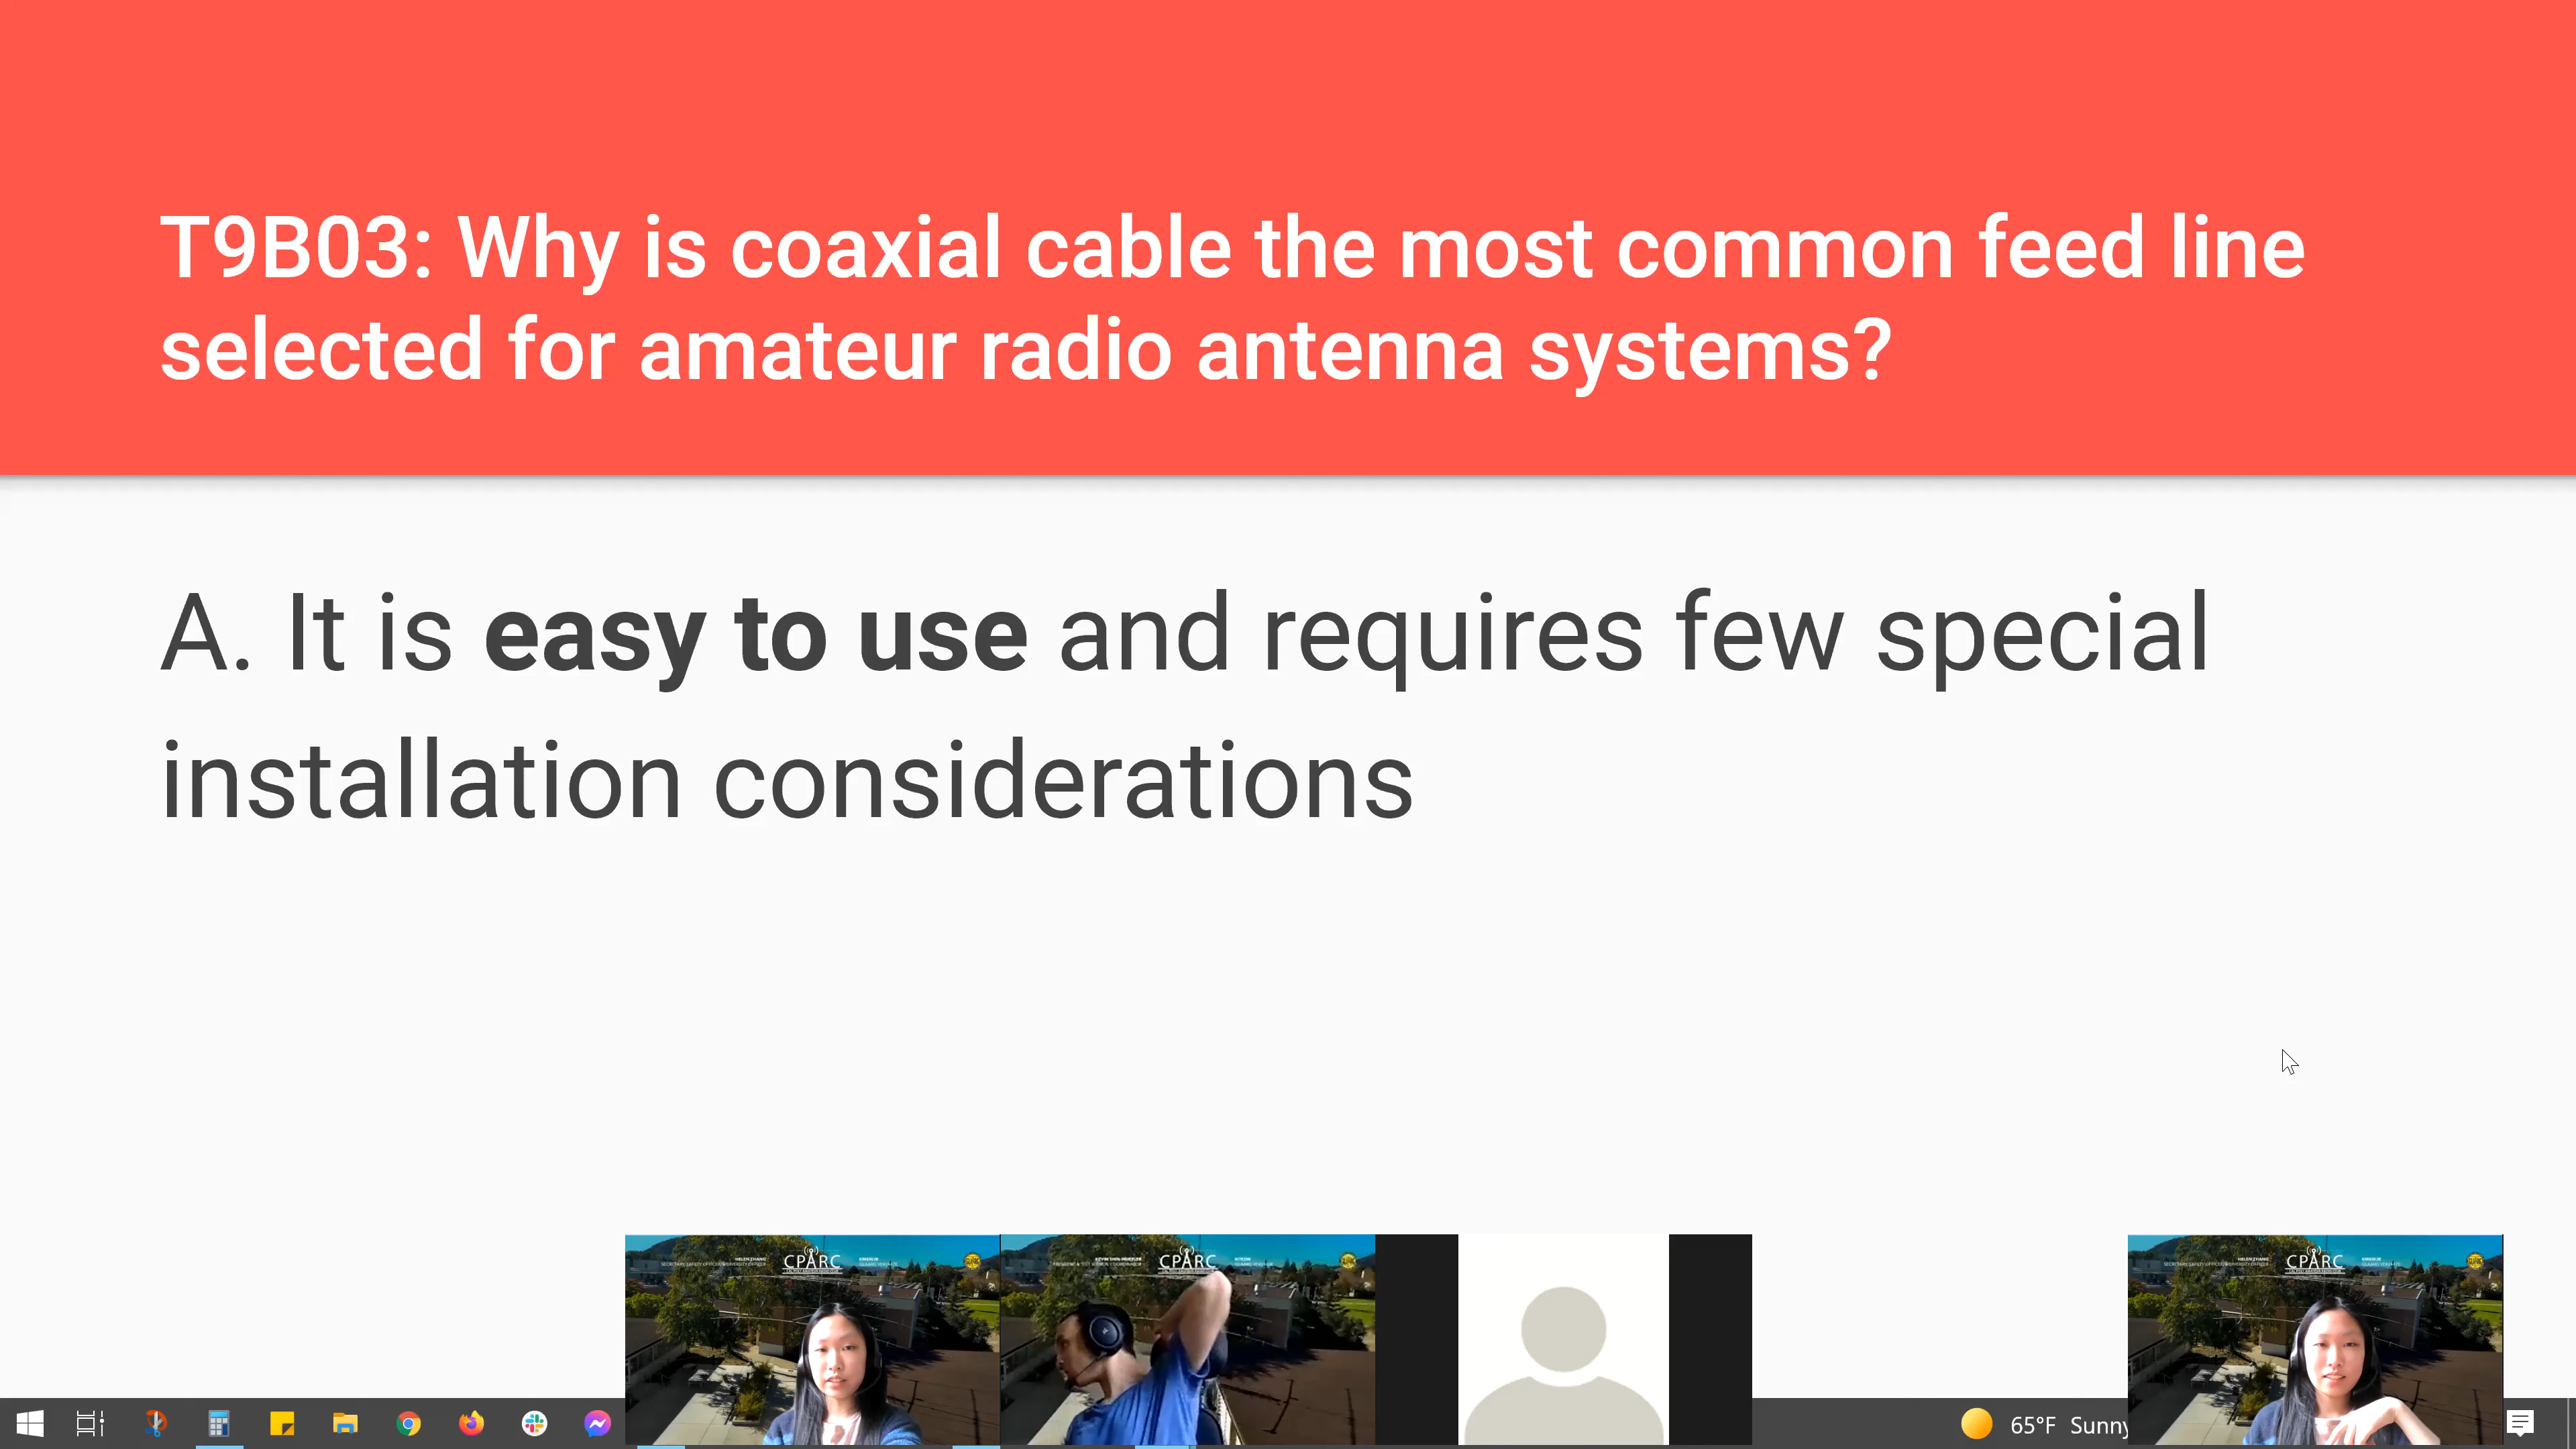 T9B03: Why is coaxial cable the most common feed line
selected for amateur radio antenna systems?
A. It is easy to use and requires few special
installation considerations
CPARC
CPARC
CPARC
65°F Sunny